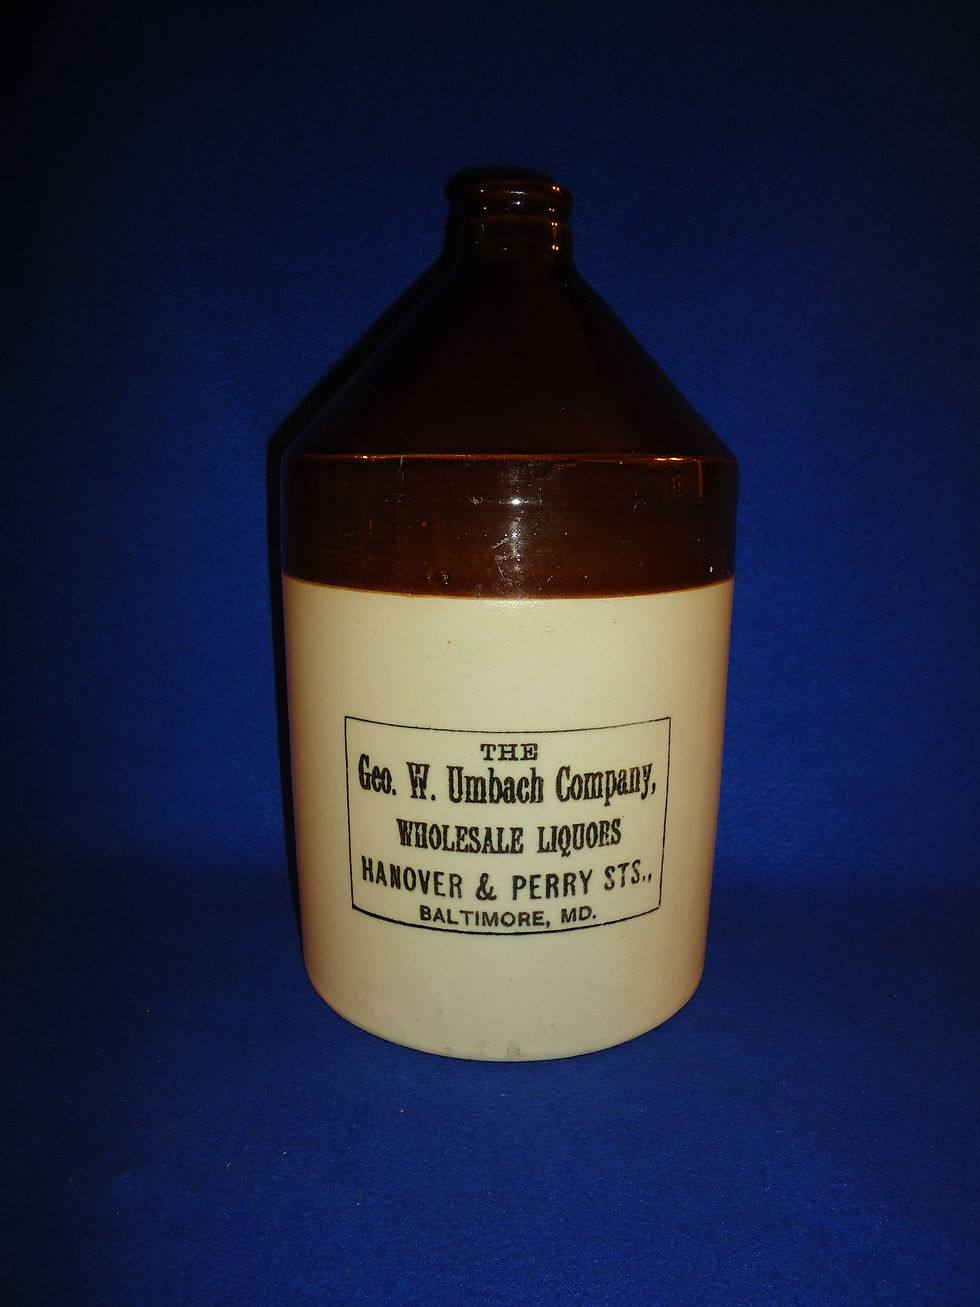 THE
Geo. W. Umbach Company,
WHOLESALE LIQUORS
HANOVER & PERRY STS.,
BALTIMORE, MD.